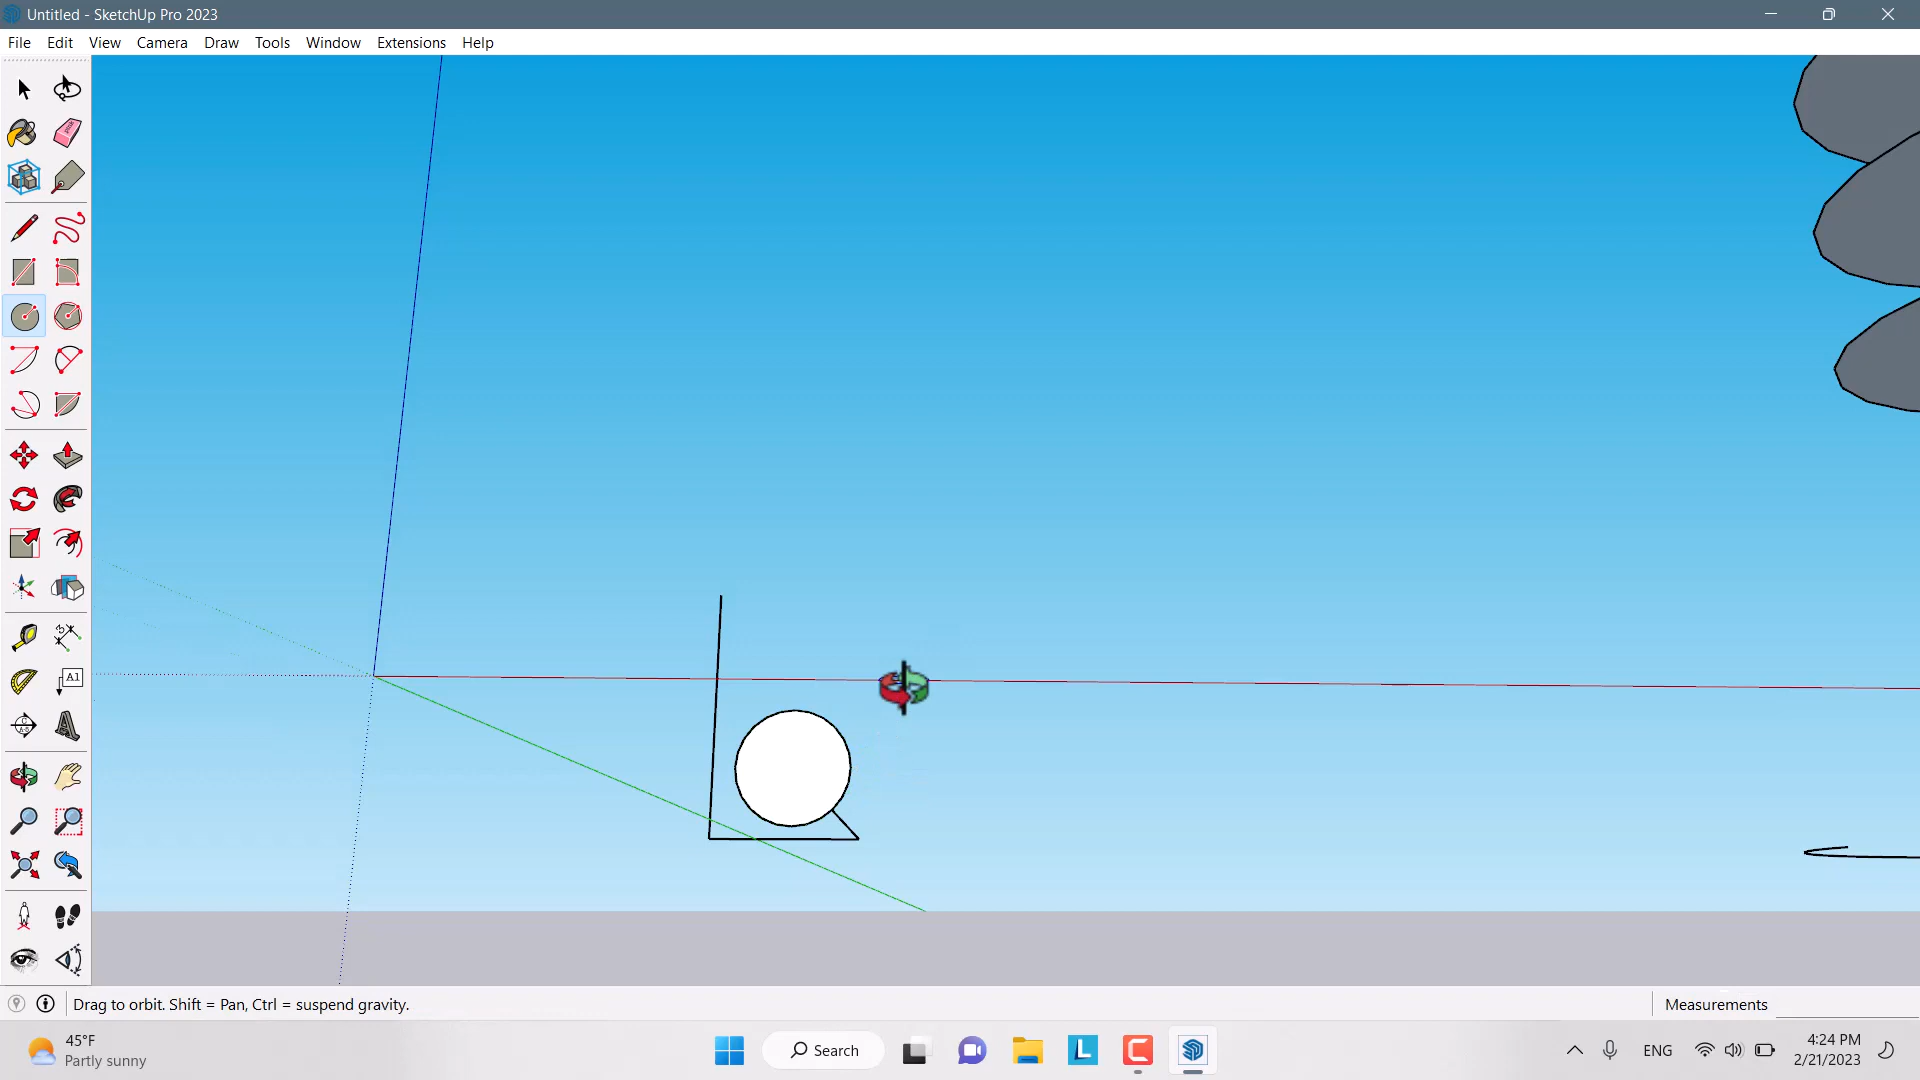 Untitled - SketchUp Pro 2023
File Edit View Camera Draw Tools Window Extensions Help
A1
Drag to orbit. Shift = Pan, Ctrl = suspend gravity.
Measurements
45°F
Partly sunny
Search
ENG
4:24 PM
2/21/2023